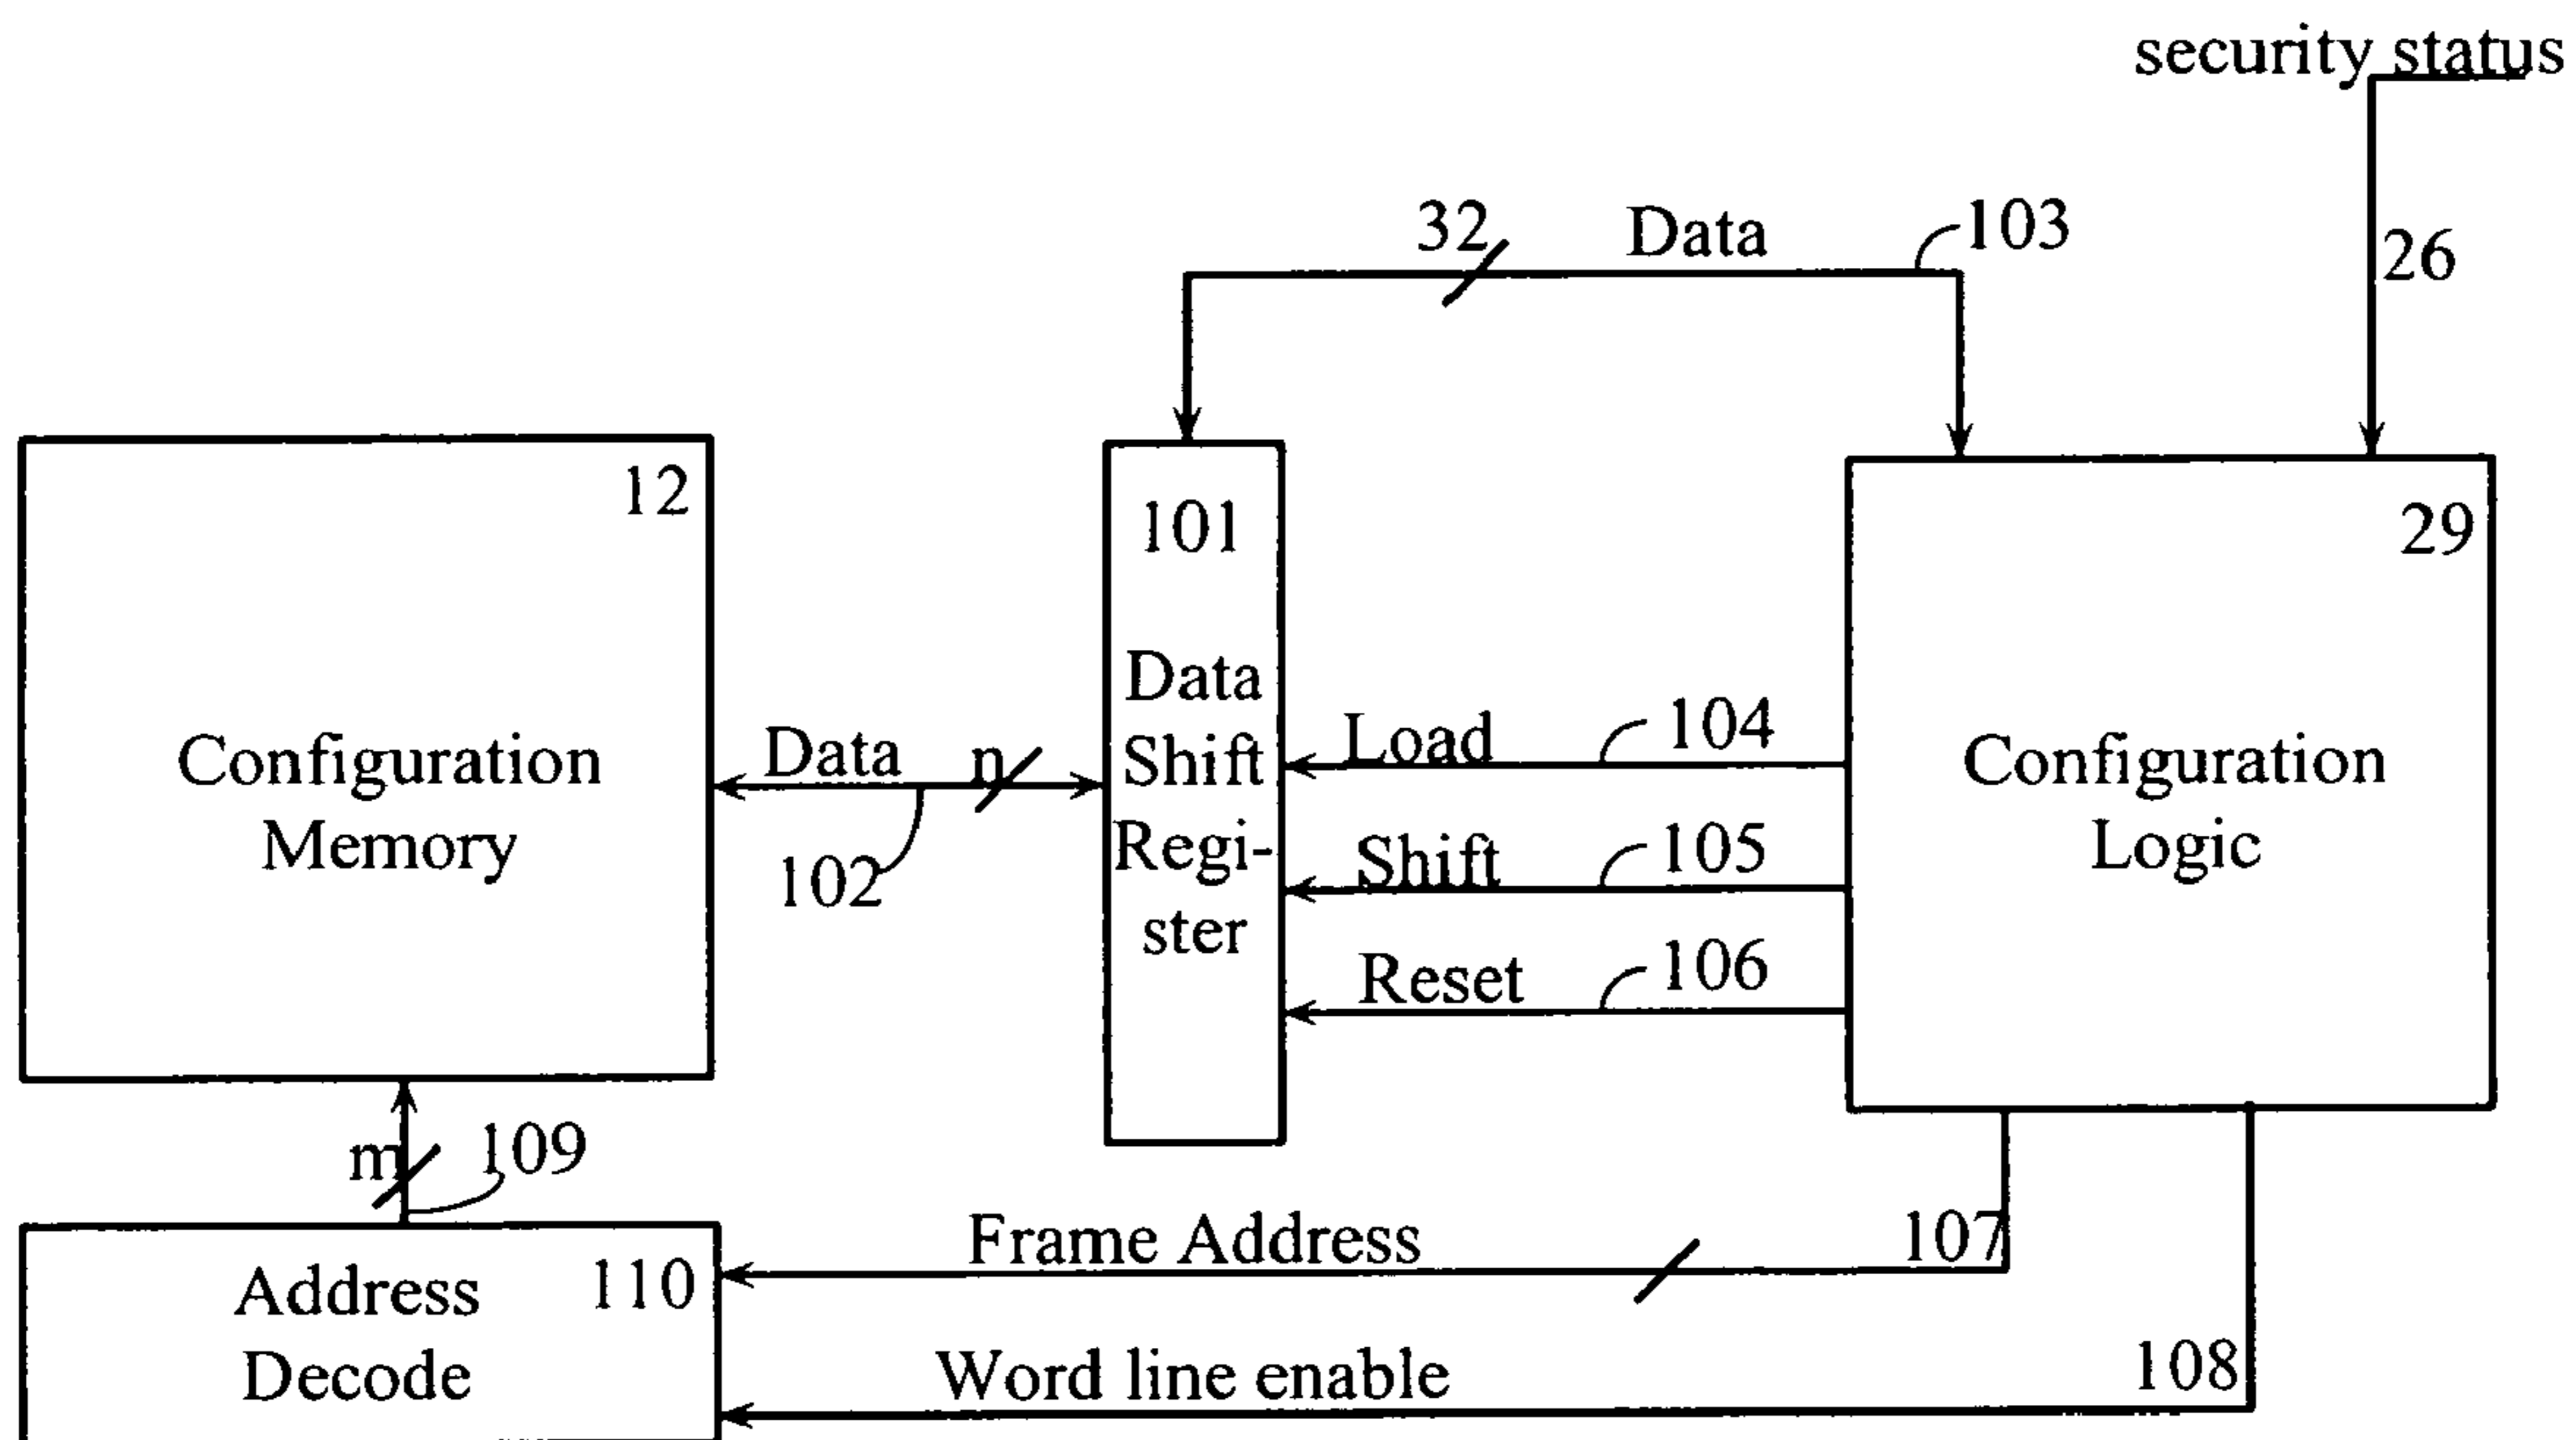 security status
32 Data 103
26
12
101
29
Data
Shift
Regi-
ster
Configuration
Memory
Data n
102
Load 104
Shift 105
Reset 106
Configuration
Logic
m 109
Frame Address 107
Address
Decode
110
Word line enable 108